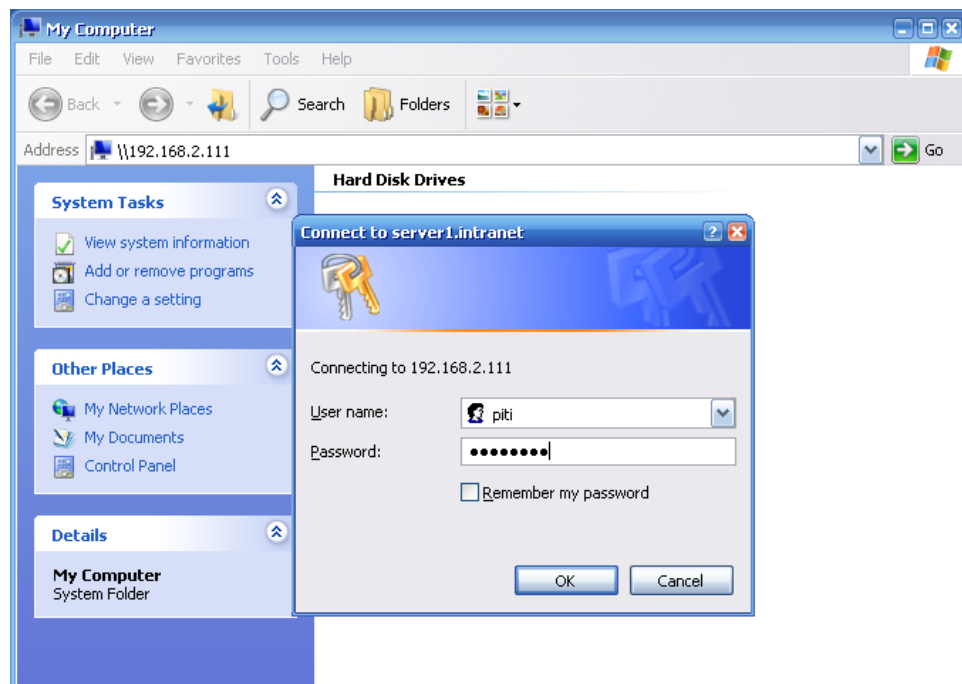 My Computer
File Edit View Favorites Tools Help
Back Search Folders
Address \\192.168.2.111 Go
Hard Disk Drives
System Tasks
View system information
Add or remove programs
Change a setting
Other Places
My Network Places
My Documents
Control Panel
Details
My Computer
System Folder
Connect to server1.intranet
Connecting to 192.168.2.111
User name: piti
Password: ••••••••
Remember my password
OK Cancel